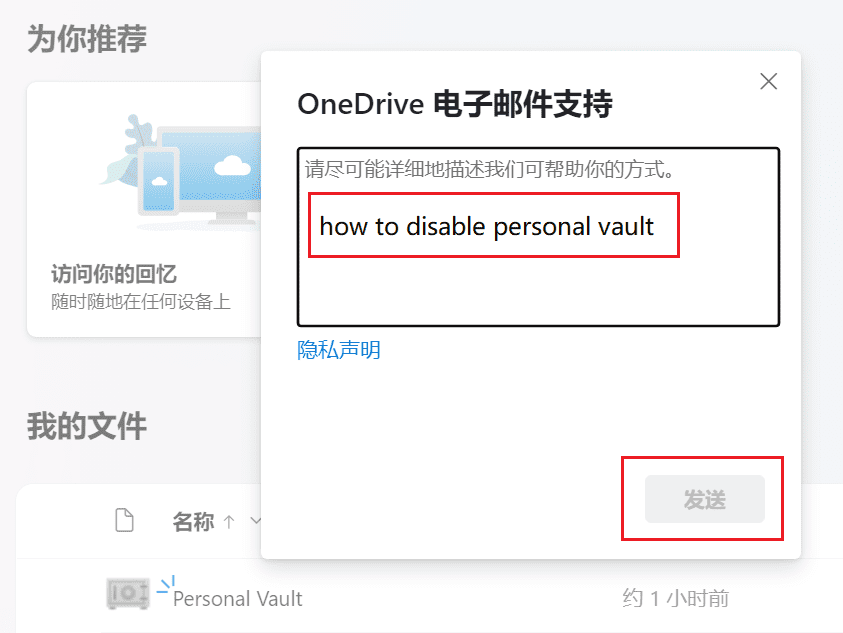 为你推荐
OneDrive 电子邮件支持
请尽可能详细地描述我们可帮助你的方式。
how to disable personal vault
访问你的回忆
随时随地在任何设备上
隐私声明
我的文件
发送
名称
Personal Vault
约 1 小时前